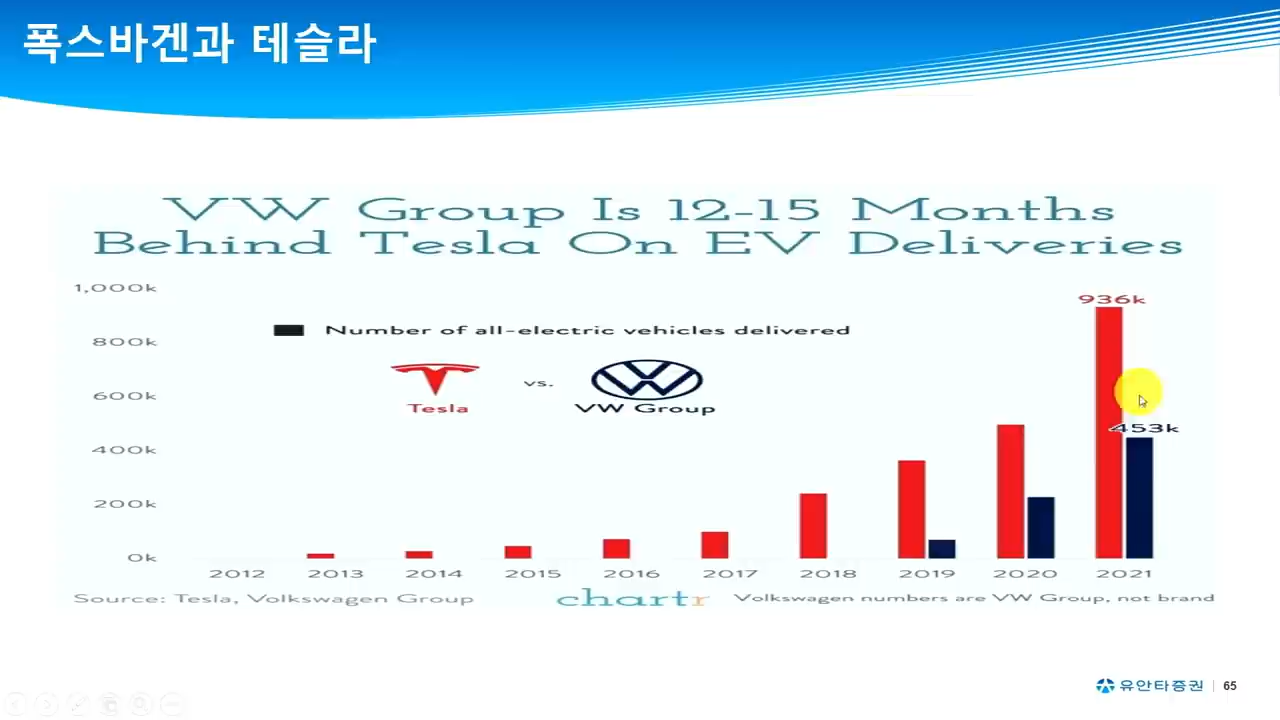 폭스바겐과 테슬라
VW Group Is 12-15 Months
Behind Tesla On EV Deliveries
1,000k
936k
Number of all-electric vehicles delivered
800k
Tesla
vs.
VW Group
600k
453k
400k
200k
0k
2012 2013 2014 2015 2016 2017 2018 2019 2020 2021
Source: Tesla, Volkswagen Group
chartr
Volkswagen numbers are VW Group, not brand
유안타증권
65